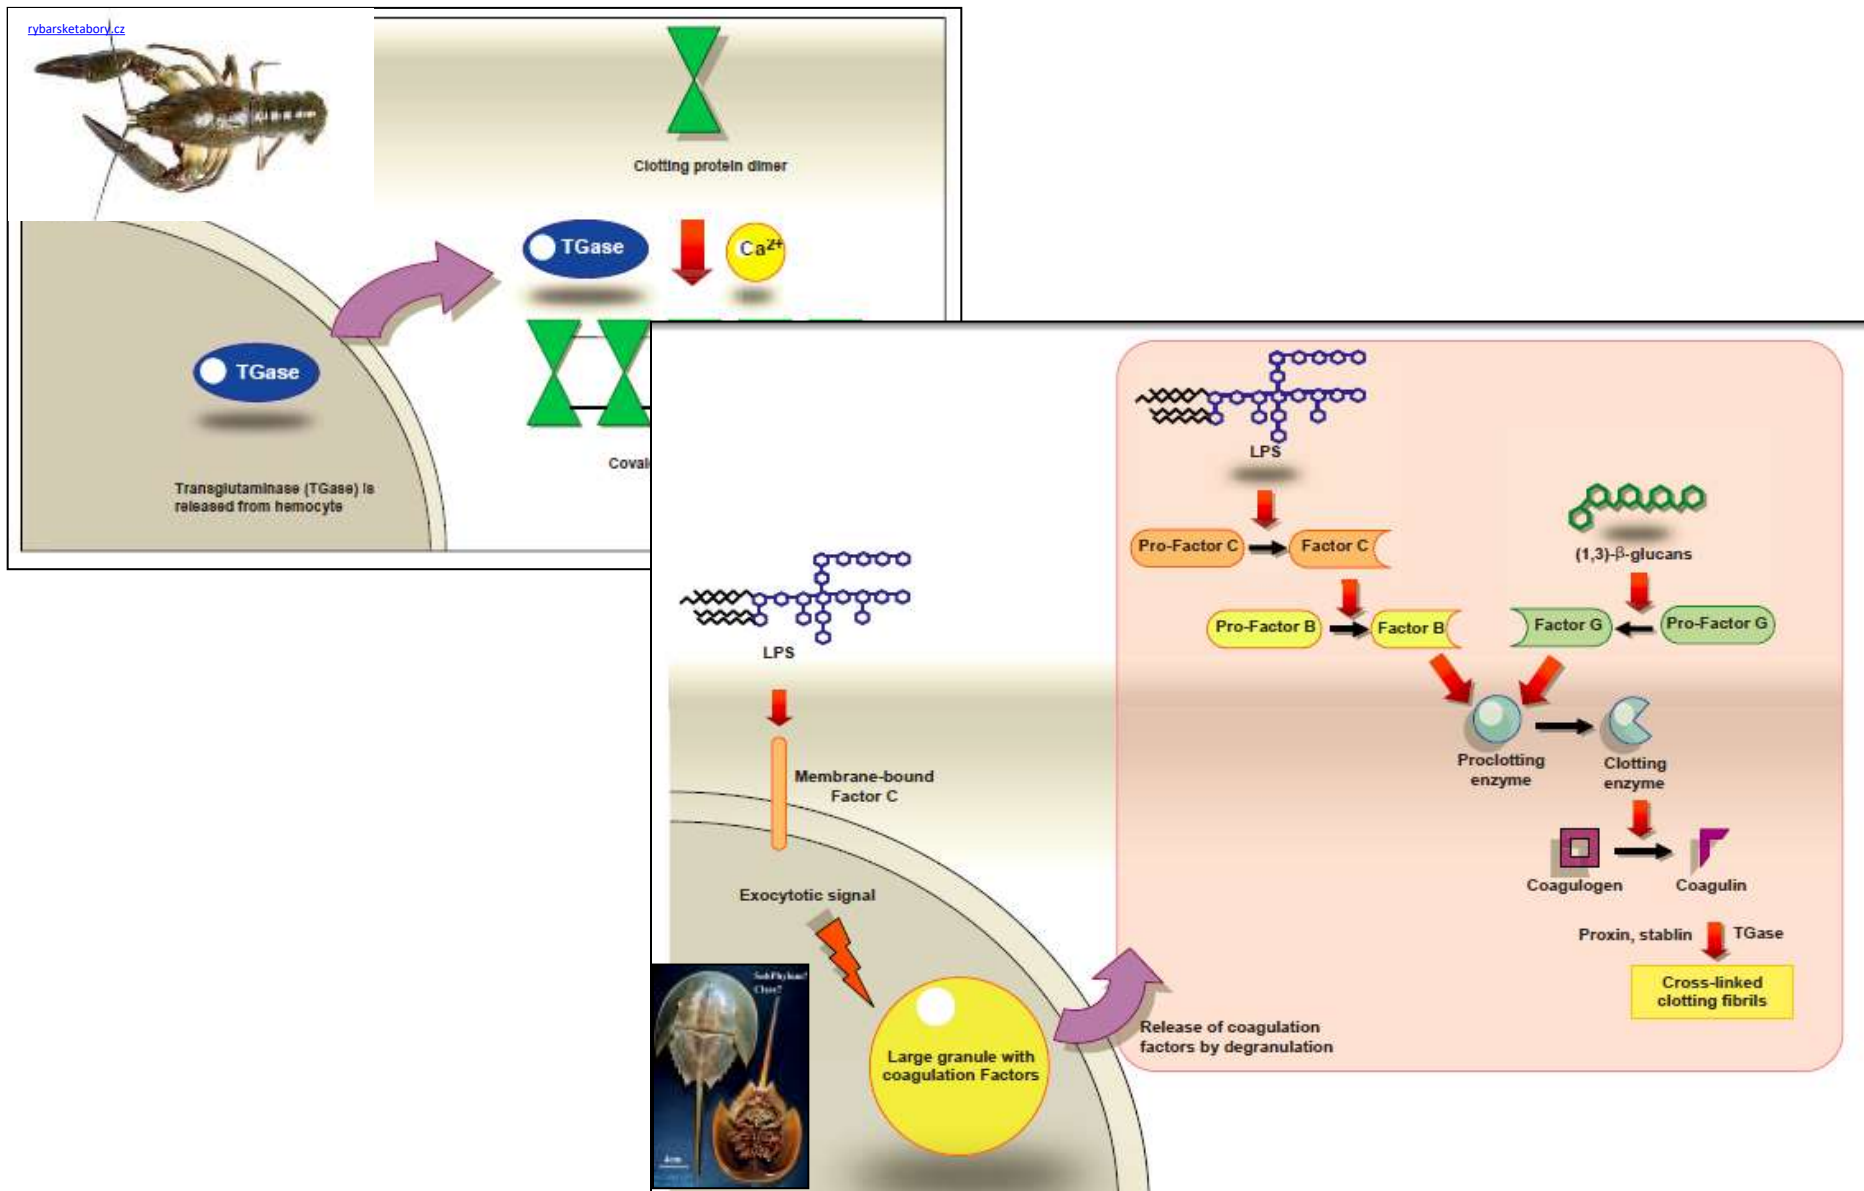 rybarsketabory.cz
Clotting protein dimer
TGase
Ca²⁺
TGase
Transglutaminase (TGase) is
released from hemocyte
LPS
Pro-Factor C
Factor C
(1,3)-β-glucans
Pro-Factor B
Factor B
Factor G
Pro-Factor G
LPS
Membrane-bound
Factor C
Proclotting
enzyme
Clotting
enzyme
Coagulogen
Coagulin
Exocytotic signal
Proxin, stablin
TGase
Cross-linked
clotting fibrils
Release of coagulation
factors by degranulation
Large granule with
coagulation Factors
SubPhylum?
Class?
4cm